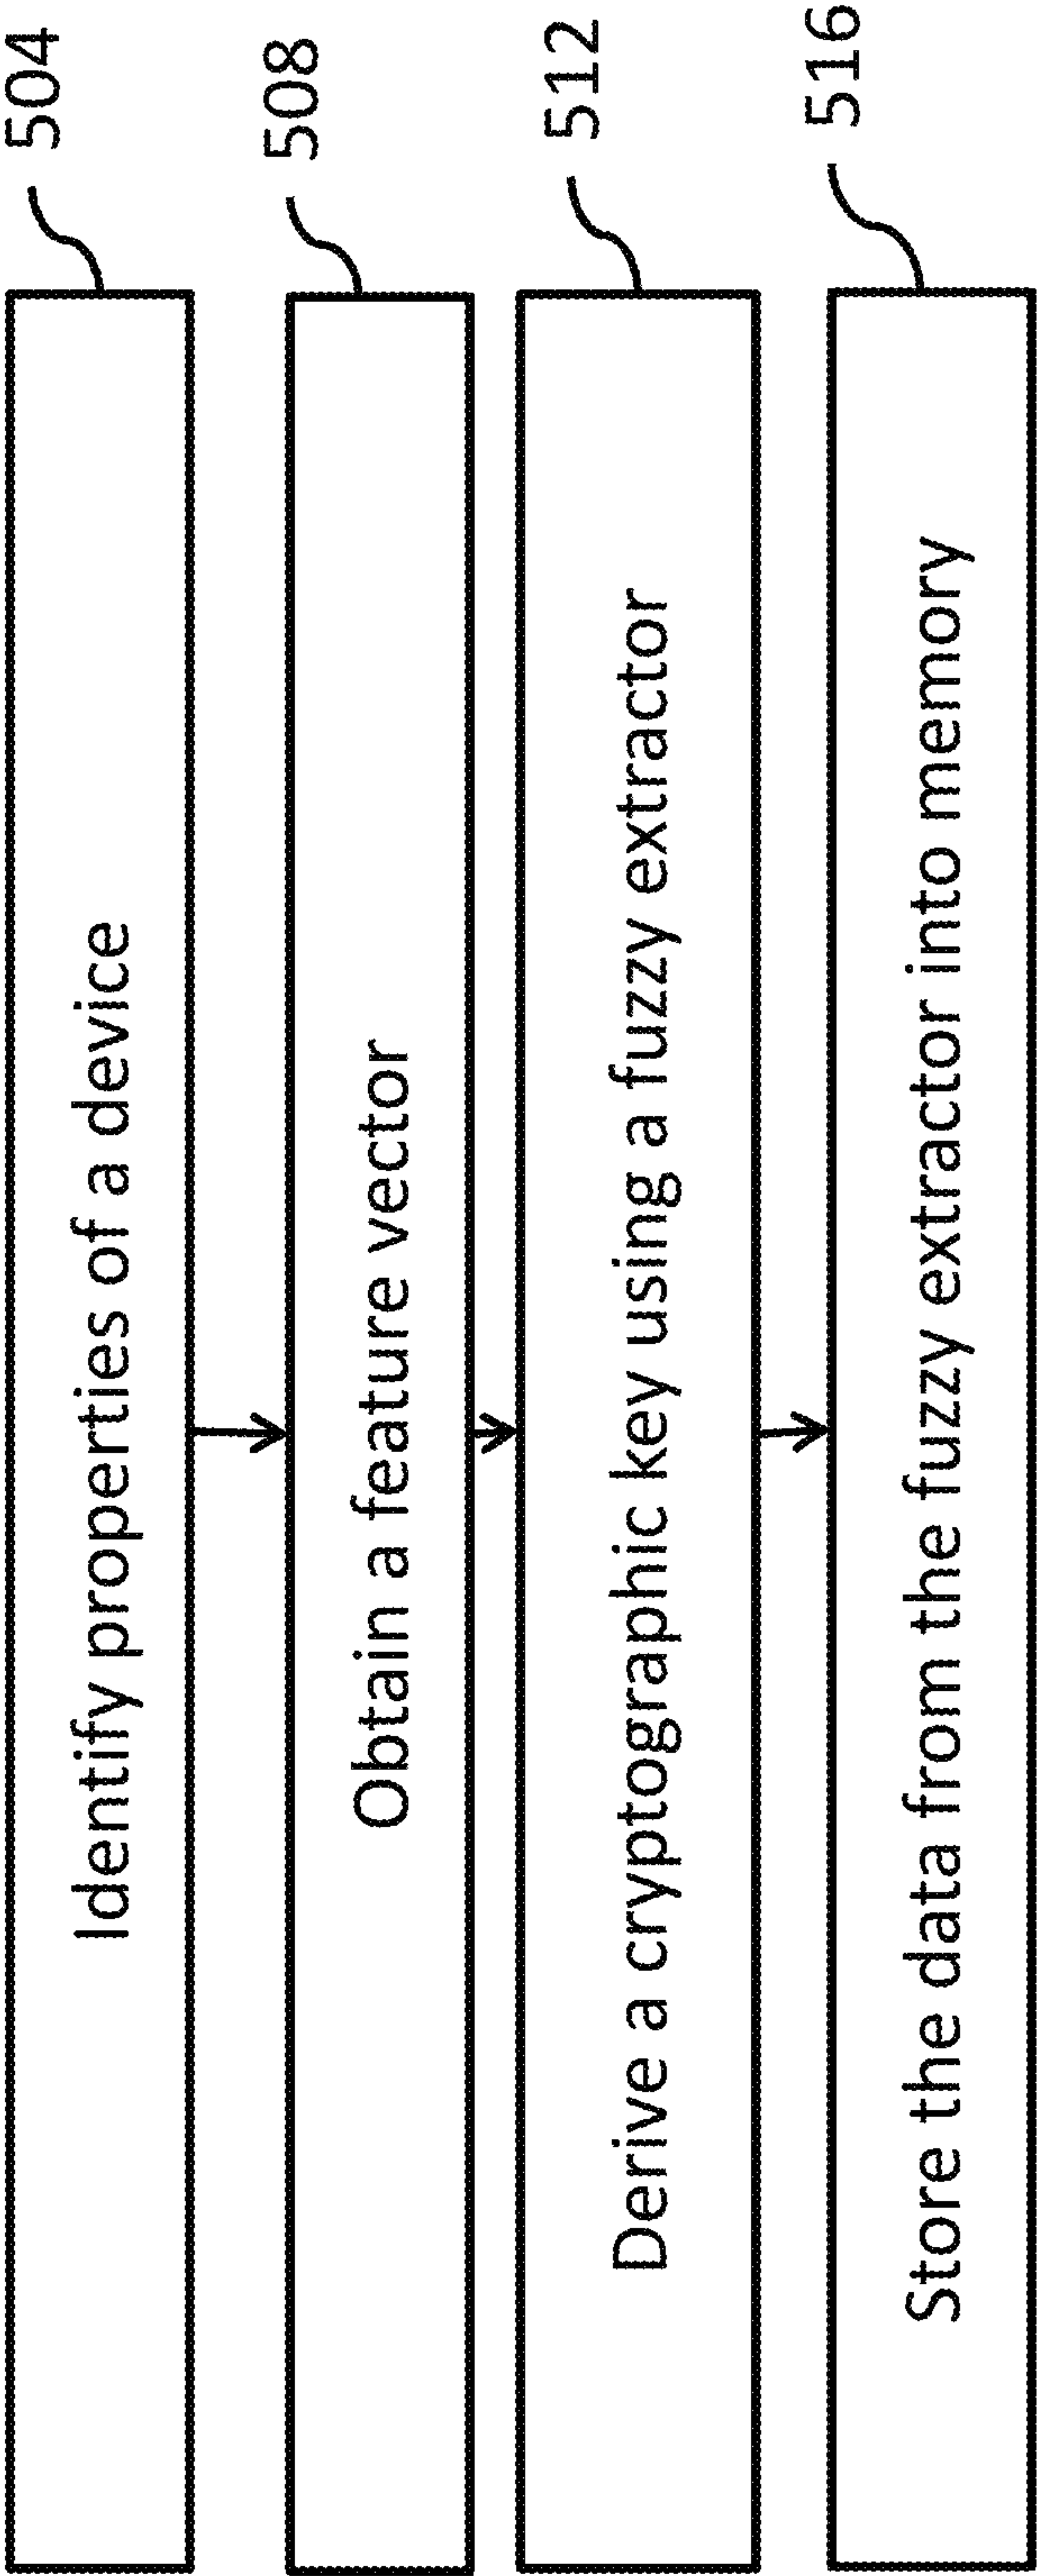 Identify properties of a device
504
Obtain a feature vector
508
Derive a cryptographic key using a fuzzy extractor
512
Store the data from the fuzzy extractor into memory
516